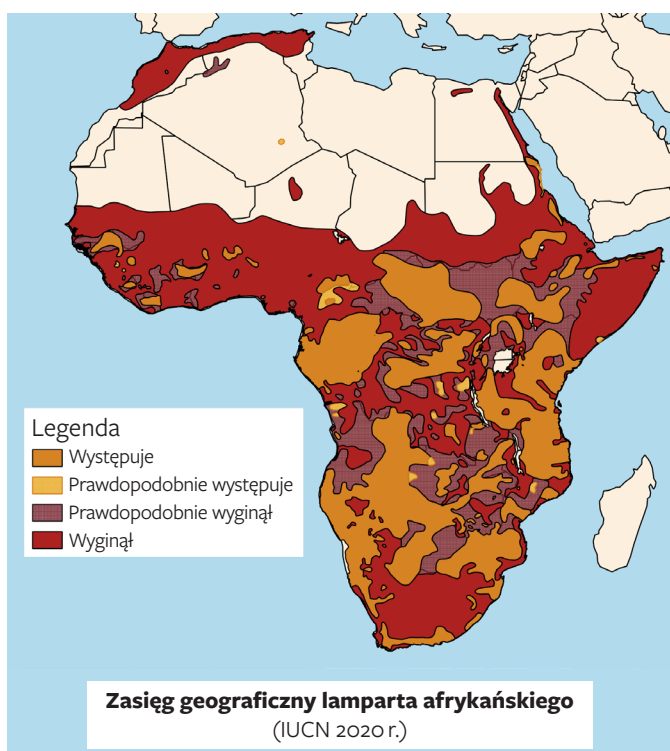 Legenda
Występuje
Prawdopodobnie występuje
Prawdopodobnie wyginął
Wyginął
Zasięg geograficzny lamparta afrykańskiego
(IUCN 2020 r.)